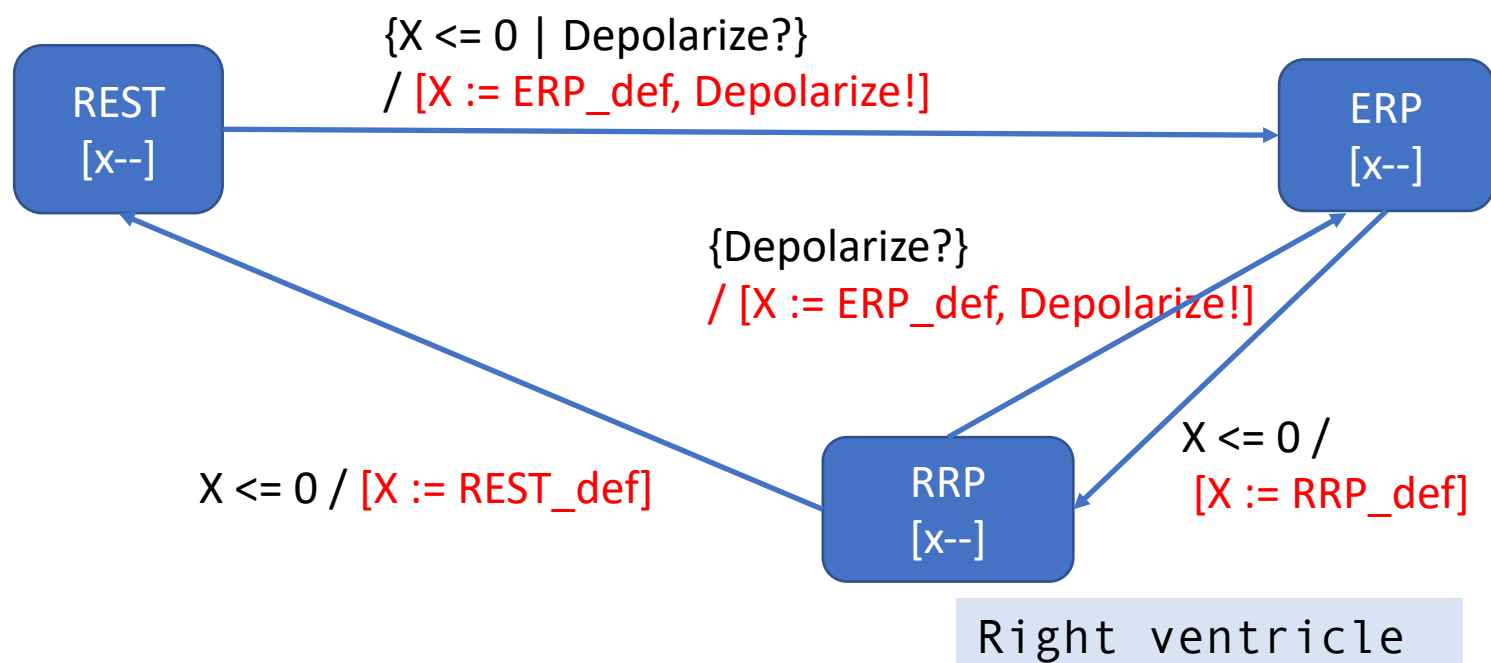 {X <= 0 | Depolarize?}
/ [X := ERP_def, Depolarize!]
REST
[x--]
ERP
[x--]
{Depolarize?}
/ [X := ERP_def, Depolarize!]
X <= 0 /
[X := RRP_def]
X <= 0 / [X := REST_def]
RRP
[x--]
Right ventricle